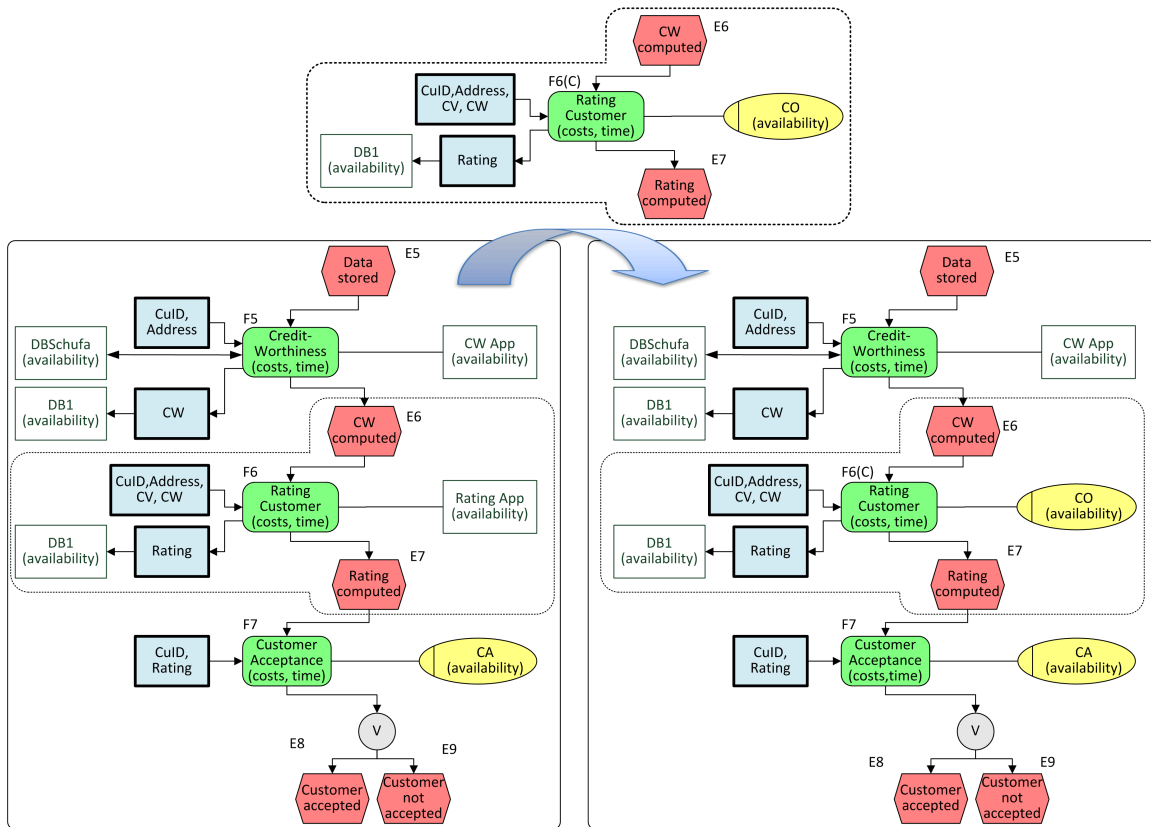 CW
computed
E6
F6(C)
CuID,Address,
CV, CW
Rating
Customer
(costs, time)
CO
(availability)
DB1
(availability)
Rating
E7
Rating
computed
Data
stored
E5
CuID,
Address
F5
Credit-
Worthiness
(costs, time)
DBSchufa
(availability)
CW App
(availability)
DB1
(availability)
CW
CW
computed
E6
CuID,Address,
CV, CW
F6
Rating
Customer
(costs, time)
Rating App
(availability)
DB1
(availability)
Rating
E7
Rating
computed
F7
CuID,
Rating
Customer
Acceptance
(costs, time)
CA
(availability)
V
E8
E9
Customer
accepted
Customer
not
accepted
Data
stored
E5
CuID,
Address
F5
Credit-
Worthiness
(costs, time)
DBSchufa
(availability)
CW App
(availability)
DB1
(availability)
CW
CW
computed
E6
CuID,Address,
CV, CW
F6(C)
Rating
Customer
(costs, time)
CO
(availability)
DB1
(availability)
Rating
E7
Rating
computed
F7
CuID,
Rating
Customer
Acceptance
(costs,time)
CA
(availability)
V
E8
E9
Customer
accepted
Customer
not
accepted